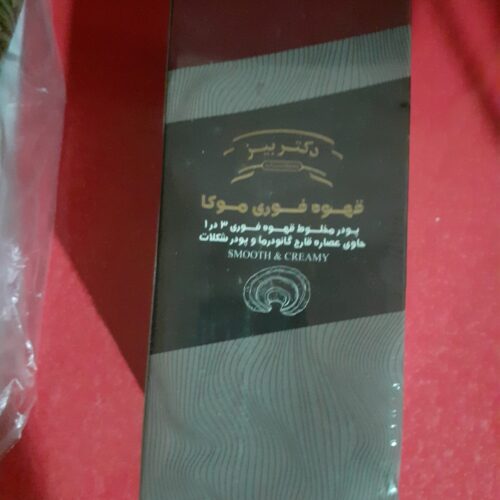 دکتر بیز
قهوه فوری موکا
پودر مخلوط قهوه فوری ۳ در ۱
حاوی عصاره قارچ گانودرما و پودر شکلات
SMOOTH & CREAMY